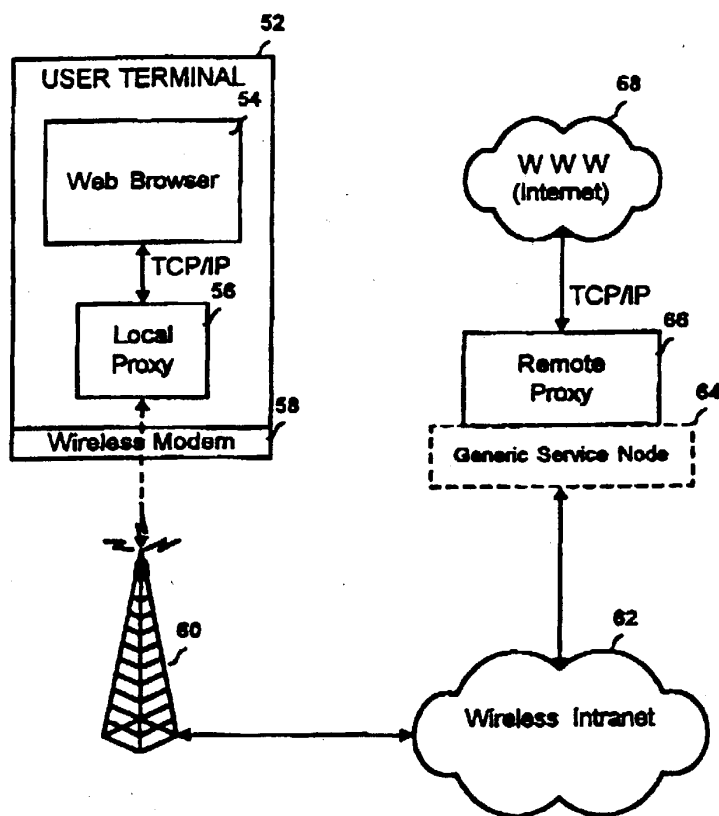 52
USER TERMINAL
54
Web Browser
TCP/IP
56
Local
Proxy
58
Wireless Modem
60
68
W W W
(Internet)
TCP/IP
66
Remote
Proxy
64
Generic Service Node
62
Wireless Intranet